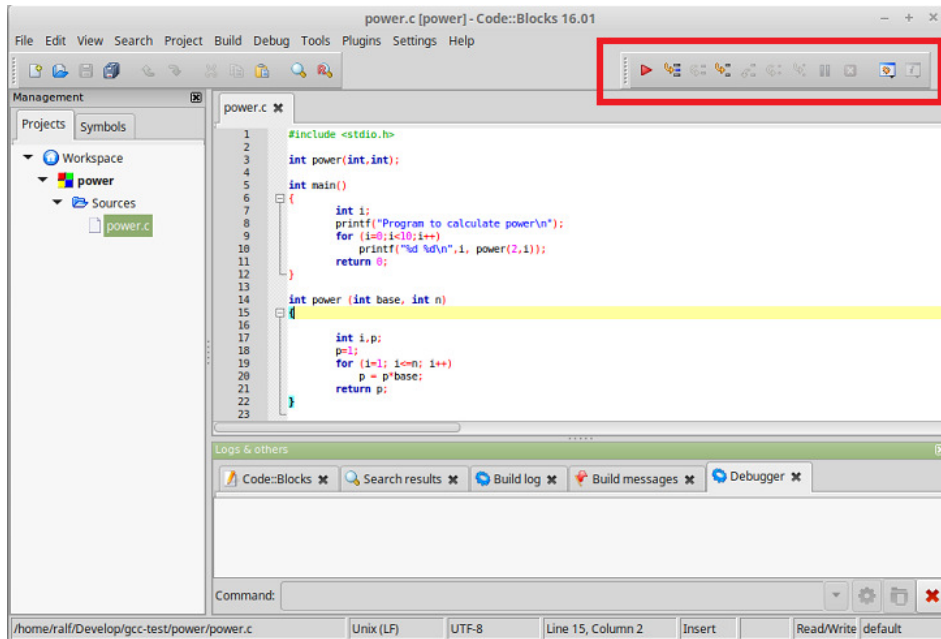 power.c [power] - Code::Blocks 16.01
File Edit View Search Project Build Debug Tools Plugins Settings Help
Management
Projects Symbols
Workspace
power
Sources
power.c
power.c
1 #include <stdio.h>
2
3 int power(int,int);
4
5 int main()
6 {
7 int i;
8 printf("Program to calculate power\n");
9 for (i=0;i<10;i++)
10 printf("%d %d\n",i, power(2,i));
11 return 0;
12 }
13
14 int power (int base, int n)
15 {
16
17 int i,p;
18 p=1;
19 for (i=1; i<=n; i++)
20 p = p*base;
21 return p;
22 }
23
Logs & others
Code::Blocks Search results Build log Build messages Debugger
Command:
/home/ralf/Develop/gcc-test/power/power.c Unix (LF) UTF-8 Line 15, Column 2 Insert Read/Write default